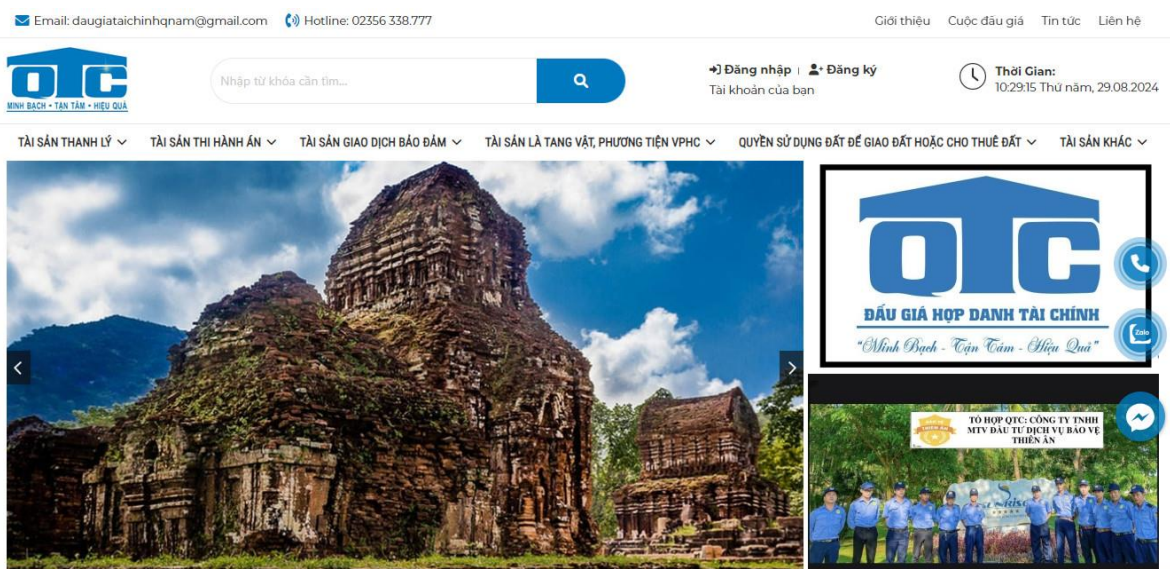 Email: daugiataichinhqnam@gmail.com Hotline: 02356 338.777 Giới thiệu Cuộc đấu giá Tin tức Liên hệ
QTC
MINH BẠCH • TẬN TÂM • HIỆU QUẢ
Nhập từ khóa cần tìm...
Đăng nhập | Đăng ký
Tài khoản của bạn
Thời Gian:
10:29:15 Thứ năm, 29.08.2024
TÀI SẢN THANH LÝ TÀI SẢN THI HÀNH ÁN TÀI SẢN GIAO DỊCH BẢO ĐẢM TÀI SẢN LÀ TANG VẬT, PHƯƠNG TIỆN VPHC QUYỀN SỬ DỤNG ĐẤT ĐỂ GIAO ĐẤT HOẶC CHO THUÊ ĐẤT TÀI SẢN KHÁC
QTC
ĐẤU GIÁ HỢP DANH TÀI CHÍNH
"Minh Bạch - Tận Tâm - Hiệu Quả"
Zalo
THIÊN ÂN
TỔ HỢP QTC: CÔNG TY TNHH
MTV ĐẦU TƯ DỊCH VỤ BẢO VỆ
THIÊN ÂN